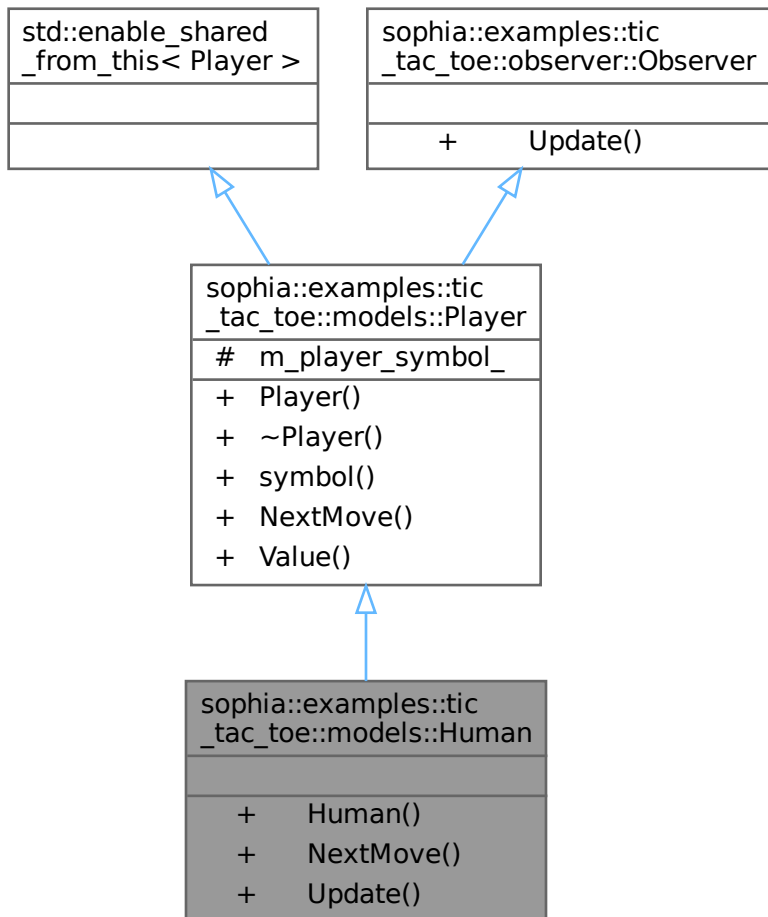 std::enable_shared
_from_this< Player >
sophia::examples::tic
_tac_toe::observer::Observer
+ Update()
sophia::examples::tic
_tac_toe::models::Player
# m_player_symbol_
+ Player()
+ ~Player()
+ symbol()
+ NextMove()
+ Value()
sophia::examples::tic
_tac_toe::models::Human
+ Human()
+ NextMove()
+ Update()